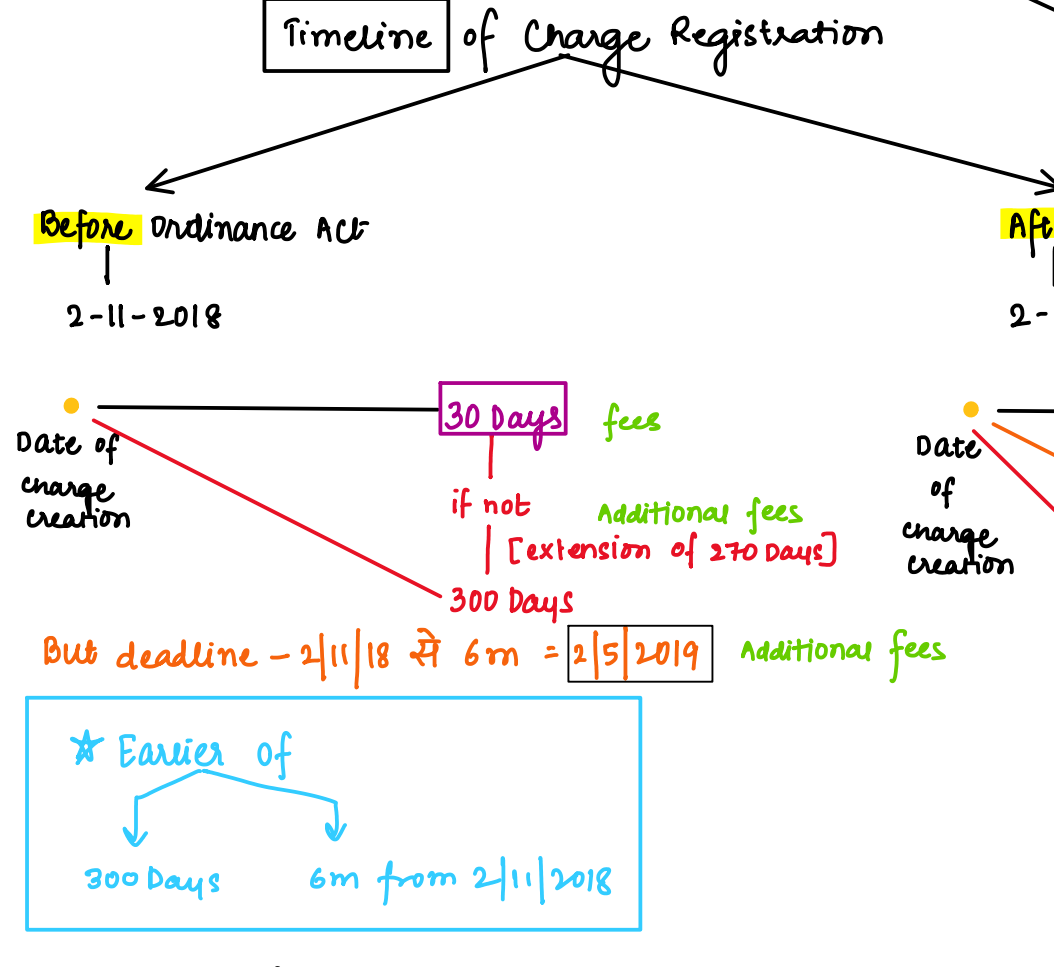 Timeline of Charge Registration
Before Ordinance Act
2-11-2018
30 Days fees
Date of
charge
creation
if not
Additional fees
[extension of 270 Days]
300 Days
But deadline - 2/11/18 से 6m = 2/5/2019 Additional fees
Earlier of
300 Days 6m from 2/11/2018
2-
Date
of
charge
creation